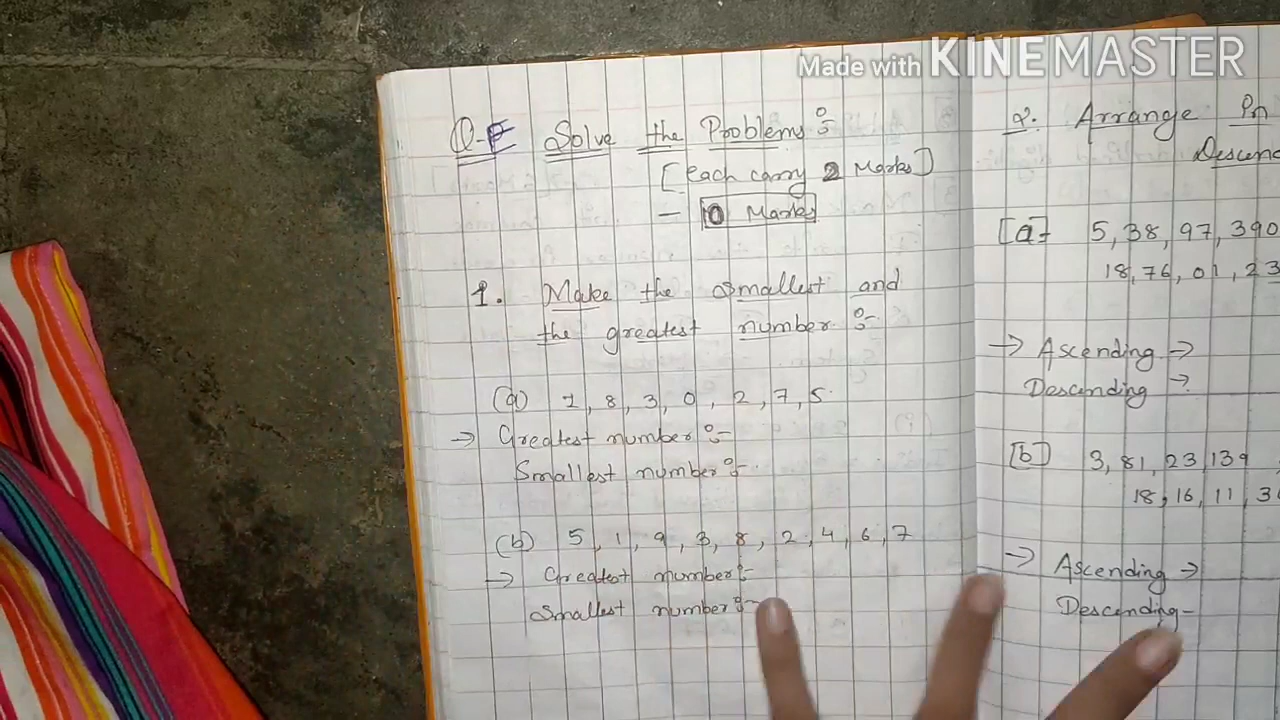 Made with KINEMASTER
Q-F Solve the Problems :
[Each carry 2 Marks]
- 10 Marks
1. Make the smallest and
the greatest number :-
(a) 1, 8, 3, 0, 2, 7, 5.
→ Greatest number :-
Smallest number :-
(b) 5, 1, 9, 3, 8, 2, 4, 6, 7
→ Greatest number :-
Smallest number :-
2. Arrange in
Descend
[a] 5, 38, 97, 390
18, 76, 01, 23
→ Ascending →
Descending →
[b] 3, 81, 23, 139
18, 16, 11, 3
→ Ascending →
Descending -